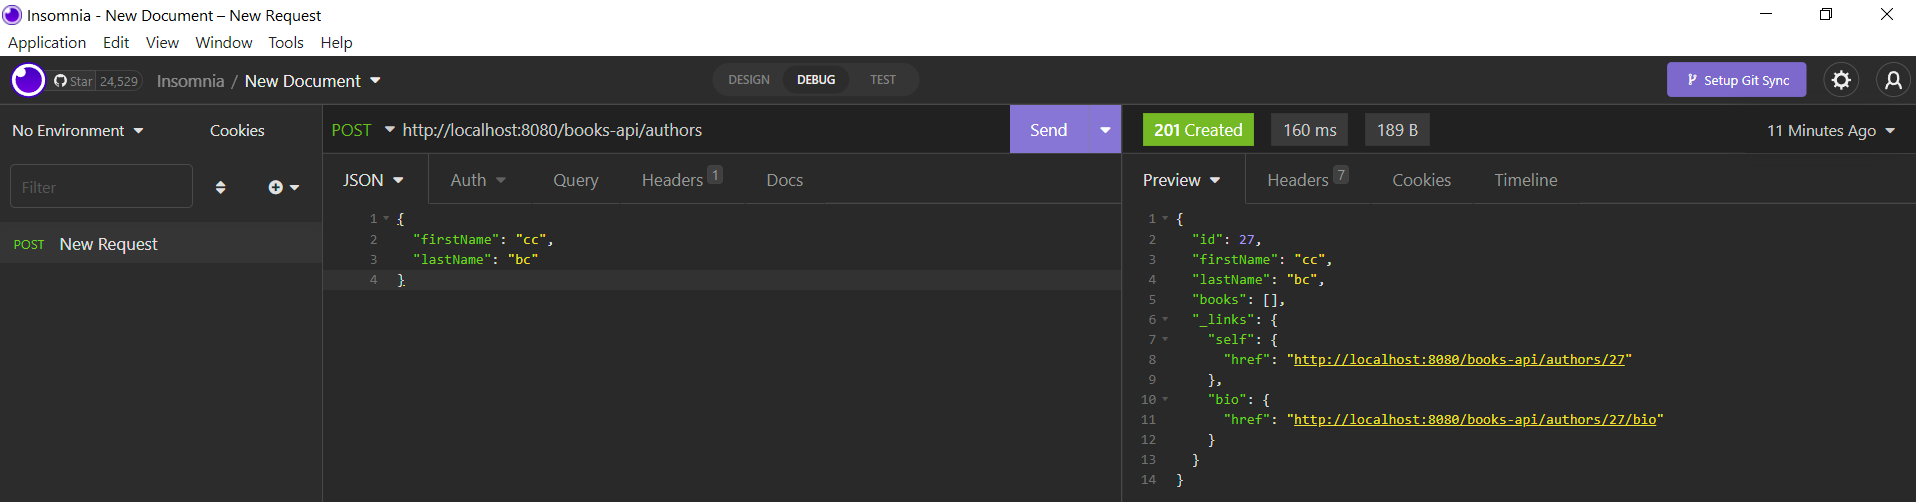 Insomnia - New Document – New Request
Application Edit View Window Tools Help
Star 24,529 Insomnia / New Document DESIGN DEBUG TEST Setup Git Sync
No Environment Cookies
Filter
POST New Request
POST http://localhost:8080/books-api/authors Send
JSON Auth Query Headers 1 Docs
1 {
2 "firstName": "cc",
3 "lastName": "bc"
4 }
201 Created 160 ms 189 B 11 Minutes Ago
Preview Headers 7 Cookies Timeline
1 {
2 "id": 27,
3 "firstName": "cc",
4 "lastName": "bc",
5 "books": [],
6 "_links": {
7 "self": {
8 "href": "http://localhost:8080/books-api/authors/27"
9 },
10 "bio": {
11 "href": "http://localhost:8080/books-api/authors/27/bio"
12 }
13 }
14 }